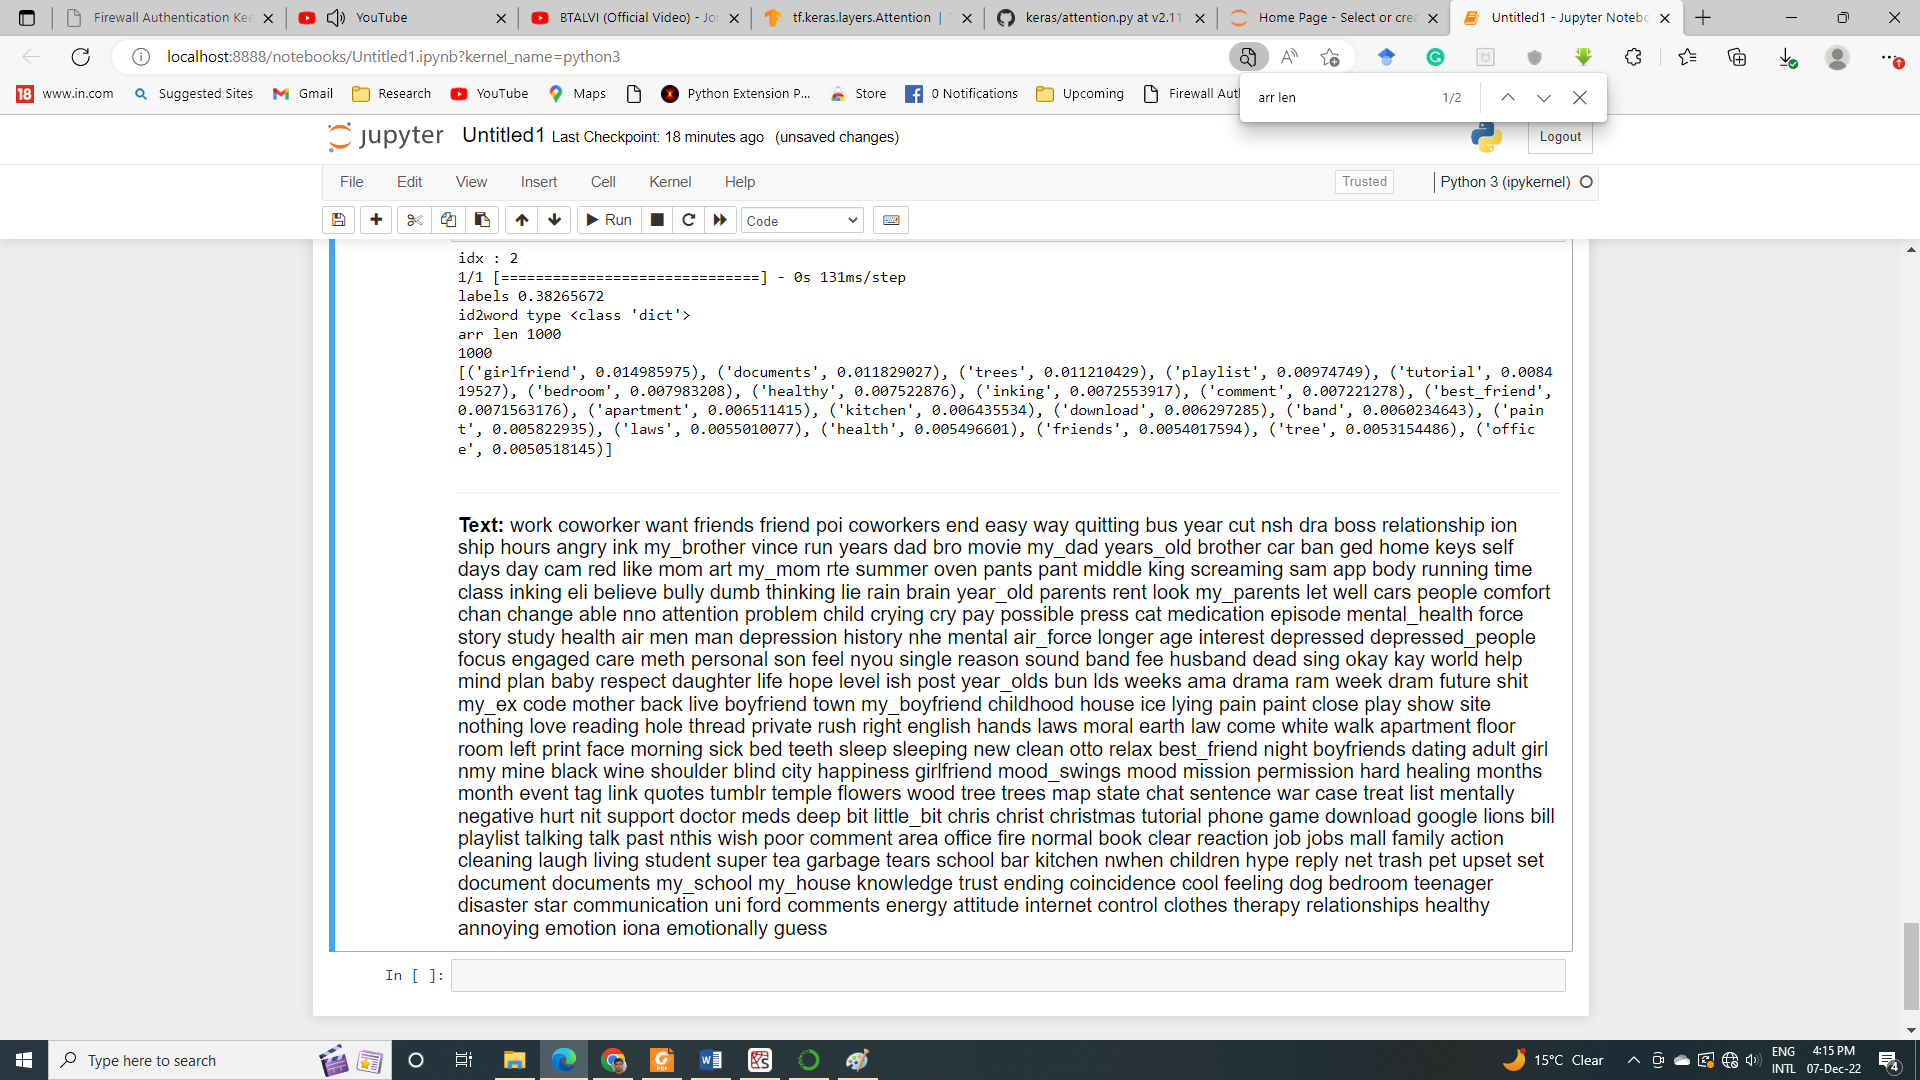 Firewall Authentication Kee
YouTube
BTALVI (Official Video) - Jo
tf.keras.layers.Attention
keras/attention.py at v2.11.
Home Page - Select or crea
Untitled1 - Jupyter Notebo
localhost:8888/notebooks/Untitled1.ipynb?kernel_name=python3
www.in.com
Suggested Sites
Gmail
Research
YouTube
Maps
Python Extension P...
Store
0 Notifications
Upcoming
Firewall Aut
arr len
1/2
jupyter Untitled1 Last Checkpoint: 18 minutes ago (unsaved changes)
Logout
File Edit View Insert Cell Kernel Help
Trusted
Python 3 (ipykernel)
Run
Code
idx : 2
1/1 [==============================] - 0s 131ms/step
labels 0.38265672
id2word type <class 'dict'>
arr len 1000
1000
[('girlfriend', 0.014985975), ('documents', 0.011829027), ('trees', 0.011210429), ('playlist', 0.00974749), ('tutorial', 0.0084
19527), ('bedroom', 0.007983208), ('healthy', 0.007522876), ('inking', 0.0072553917), ('comment', 0.007221278), ('best_friend',
0.0071563176), ('apartment', 0.006511415), ('kitchen', 0.006435534), ('download', 0.006297285), ('band', 0.0060234643), ('pain
t', 0.005822935), ('laws', 0.0055010077), ('health', 0.005496601), ('friends', 0.0054017594), ('tree', 0.0053154486), ('offic
e', 0.0050518145)]
Text: work coworker want friends friend poi coworkers end easy way quitting bus year cut nsh dra boss relationship ion
ship hours angry ink my_brother vince run years dad bro movie my_dad years_old brother car ban ged home keys self
days day cam red like mom art my_mom rte summer oven pants pant middle king screaming sam app body running time
class inking eli believe bully dumb thinking lie rain brain year_old parents rent look my_parents let well cars people comfort
chan change able nno attention problem child crying cry pay possible press cat medication episode mental_health force
story study health air men man depression history nhe mental air_force longer age interest depressed depressed_people
focus engaged care meth personal son feel nyou single reason sound band fee husband dead sing okay kay world help
mind plan baby respect daughter life hope level ish post year_olds bun lds weeks ama drama ram week dram future shit
my_ex code mother back live boyfriend town my_boyfriend childhood house ice lying pain paint close play show site
nothing love reading hole thread private rush right english hands laws moral earth law come white walk apartment floor
room left print face morning sick bed teeth sleep sleeping new clean otto relax best_friend night boyfriends dating adult girl
nmy mine black wine shoulder blind city happiness girlfriend mood_swings mood mission permission hard healing months
month event tag link quotes tumblr temple flowers wood tree trees map state chat sentence war case treat list mentally
negative hurt nit support doctor meds deep bit little_bit chris christ christmas tutorial phone game download google lions bill
playlist talking talk past nthis wish poor comment area office fire normal book clear reaction job jobs mall family action
cleaning laugh living student super tea garbage tears school bar kitchen nwhen children hype reply net trash pet upset set
document documents my_school my_house knowledge trust ending coincidence cool feeling dog bedroom teenager
disaster star communication uni ford comments energy attitude internet control clothes therapy relationships healthy
annoying emotion iona emotionally guess
In [ ]:
Type here to search
15°C Clear
ENG
INTL
4:15 PM
07-Dec-22
4